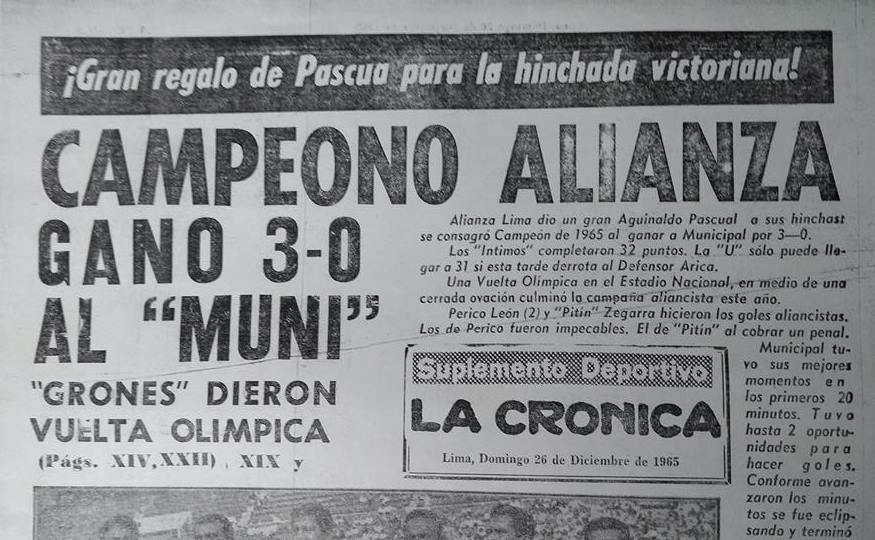 ¡Gran regalo de Pascua para la hinchada victoriana!
CAMPEONO ALIANZA
GANO 3-0
AL "MUNI"
"GRONES" DIERON
VUELTA OLIMPICA
(Págs. XIV, XXII) , XIX y
Alianza Lima dio un gran Aguinaldo Pascual a sus hinchast
se consagró Campeón de 1965 al ganar a Municipal por 3—0.
Los "Intimos" completaron 32 puntos. La "U" sólo puede lle-
gar a 31 si esta tarde derrota al Defensor Arica.
Una Vuelta Olímpica en el Estadio Nacional, en medio de una
cerrada ovación culminó la campaña aliancista este año.
Perico León (2) y "Pitín" Zegarra hicieron los goles aliancistas.
Los de Perico fueron impecables. El de "Pitín" al cobrar un penal.
Suplemento Deportivo
LA CRONICA
Lima, Domingo 26 de Diciembre de 1965
Municipal tu-
vo sus mejores
momentos en
los primeros 20
minutos. Tuvo
hasta 2 oportu-
nidades para
hacer goles.
Conforme avan-
zaron los minu-
tos se fue eclip-
sando y terminó